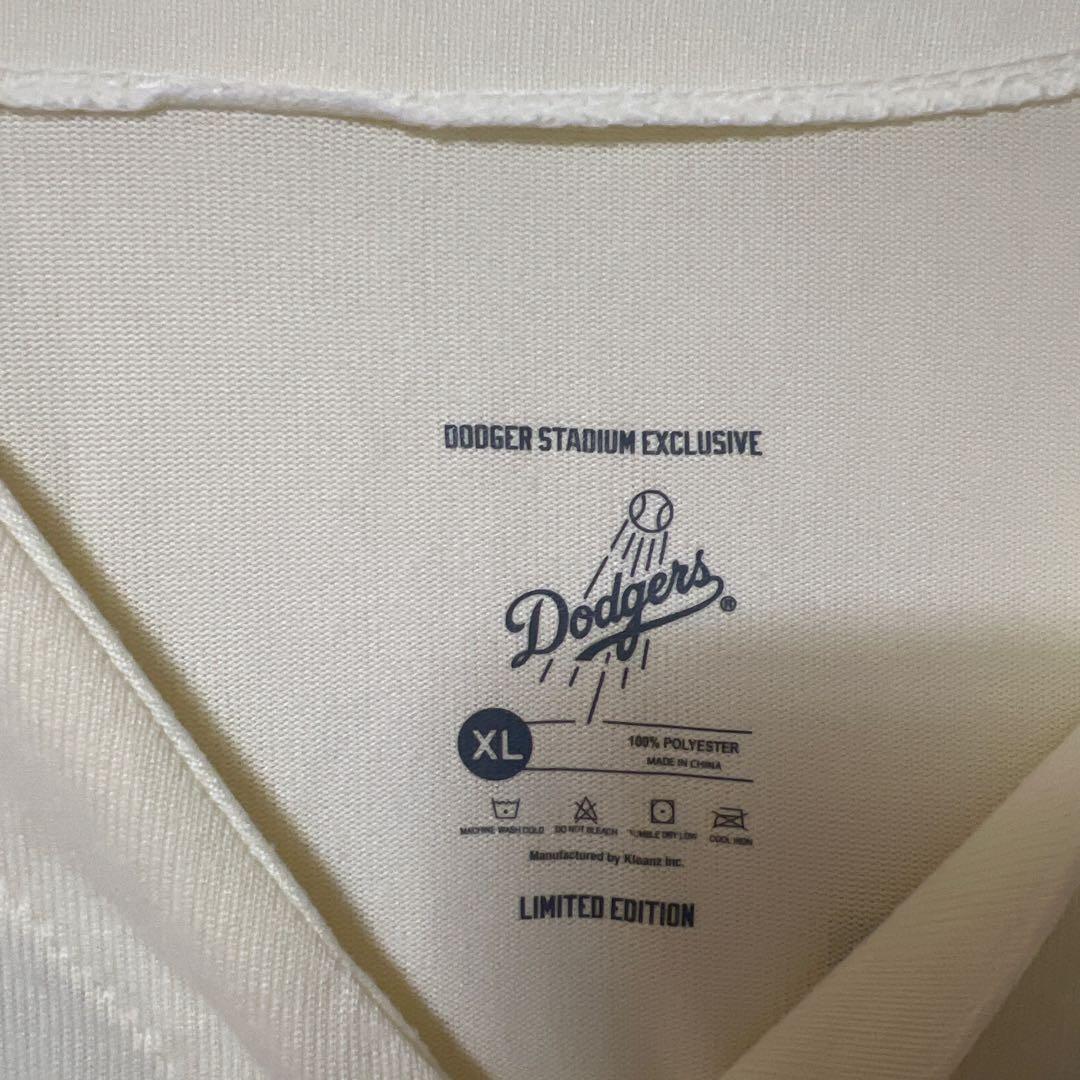 DODGER STADIUM EXCLUSIVE
Dodgers®
XL
100% POLYESTER
MADE IN CHINA
MACHINE WASH COLD DO NOT BLEACH TUMBLE DRY LOW COOL IRON
Manufactured by Kleanz Inc.
LIMITED EDITION